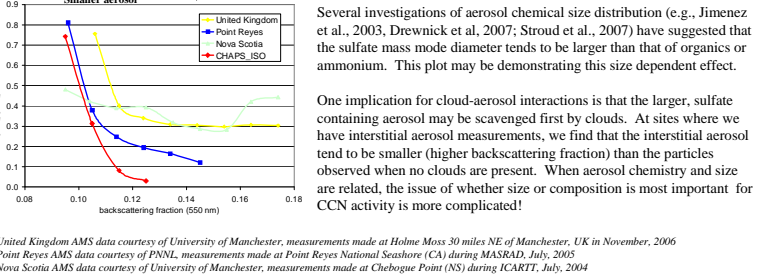 Smaller aerosol
0.9
0.8
0.7
0.6
0.5
0.4
0.3
0.2
0.1
0.0
United Kingdom
Point Reyes
Nova Scotia
CHAPS_ISO
0.08 0.10 0.12 0.14 0.16 0.18
backscattering fraction (550 nm)
Several investigations of aerosol chemical size distribution (e.g., Jimenez
et al., 2003, Drewnick et al, 2007; Stroud et al., 2007) have suggested that
the sulfate mass mode diameter tends to be larger than that of organics or
ammonium. This plot may be demonstrating this size dependent effect.
One implication for cloud-aerosol interactions is that the larger, sulfate
containing aerosol may be scavenged first by clouds. At sites where we
have interstitial aerosol measurements, we find that the interstitial aerosol
tend to be smaller (higher backscattering fraction) than the particles
observed when no clouds are present. When aerosol chemistry and size
are related, the issue of whether size or composition is most important for
CCN activity is more complicated!
United Kingdom AMS data courtesy of University of Manchester, measurements made at Holme Moss 30 miles NE of Manchester, UK in November, 2006
Point Reyes AMS data courtesy of PNNL, measurements made at Point Reyes National Seashore (CA) during MASRAD, July, 2005
Nova Scotia AMS data courtesy of University of Manchester, measurements made at Chebogue Point (NS) during ICARTT, July, 2004